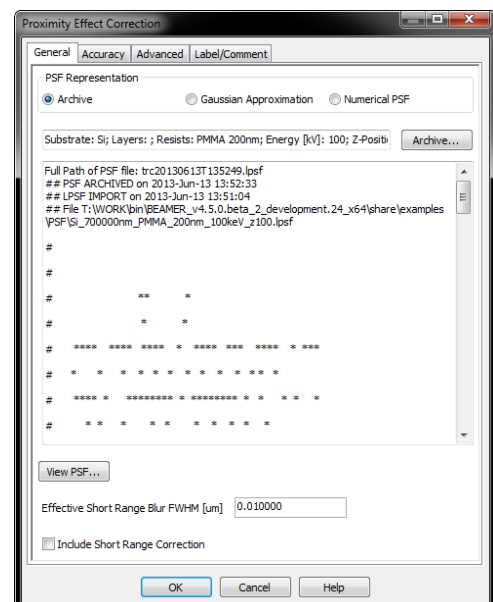 Proximity Effect Correction
General Accuracy Advanced Label/Comment
PSF Representation
Archive Gaussian Approximation Numerical PSF
Substrate: Si; Layers: ; Resists: PMMA 200nm; Energy [kV]: 100; Z-Positi Archive...
Full Path of PSF file: trc20130613T135249.lpsf
## PSF ARCHIVED on 2013-Jun-13 13:52:33
## LPSF IMPORT on 2013-Jun-13 13:51:04
## File T:\WORK\bin\BEAMER_v4.5.0.beta_2_development.24_x64\share\examples
\PSF\Si_700000nm_PMMA_200nm_100keV_z100.lpsf
#
#
# ** *
# * *
# **** **** **** * **** *** **** * ***
# * * * * * * * * * * * ** *
# **** * ******** * ******** * * * * *
# * * * * * * * * * *
View PSF...
Effective Short Range Blur FWHM [um] 0.010000
Include Short Range Correction
OK Cancel Help